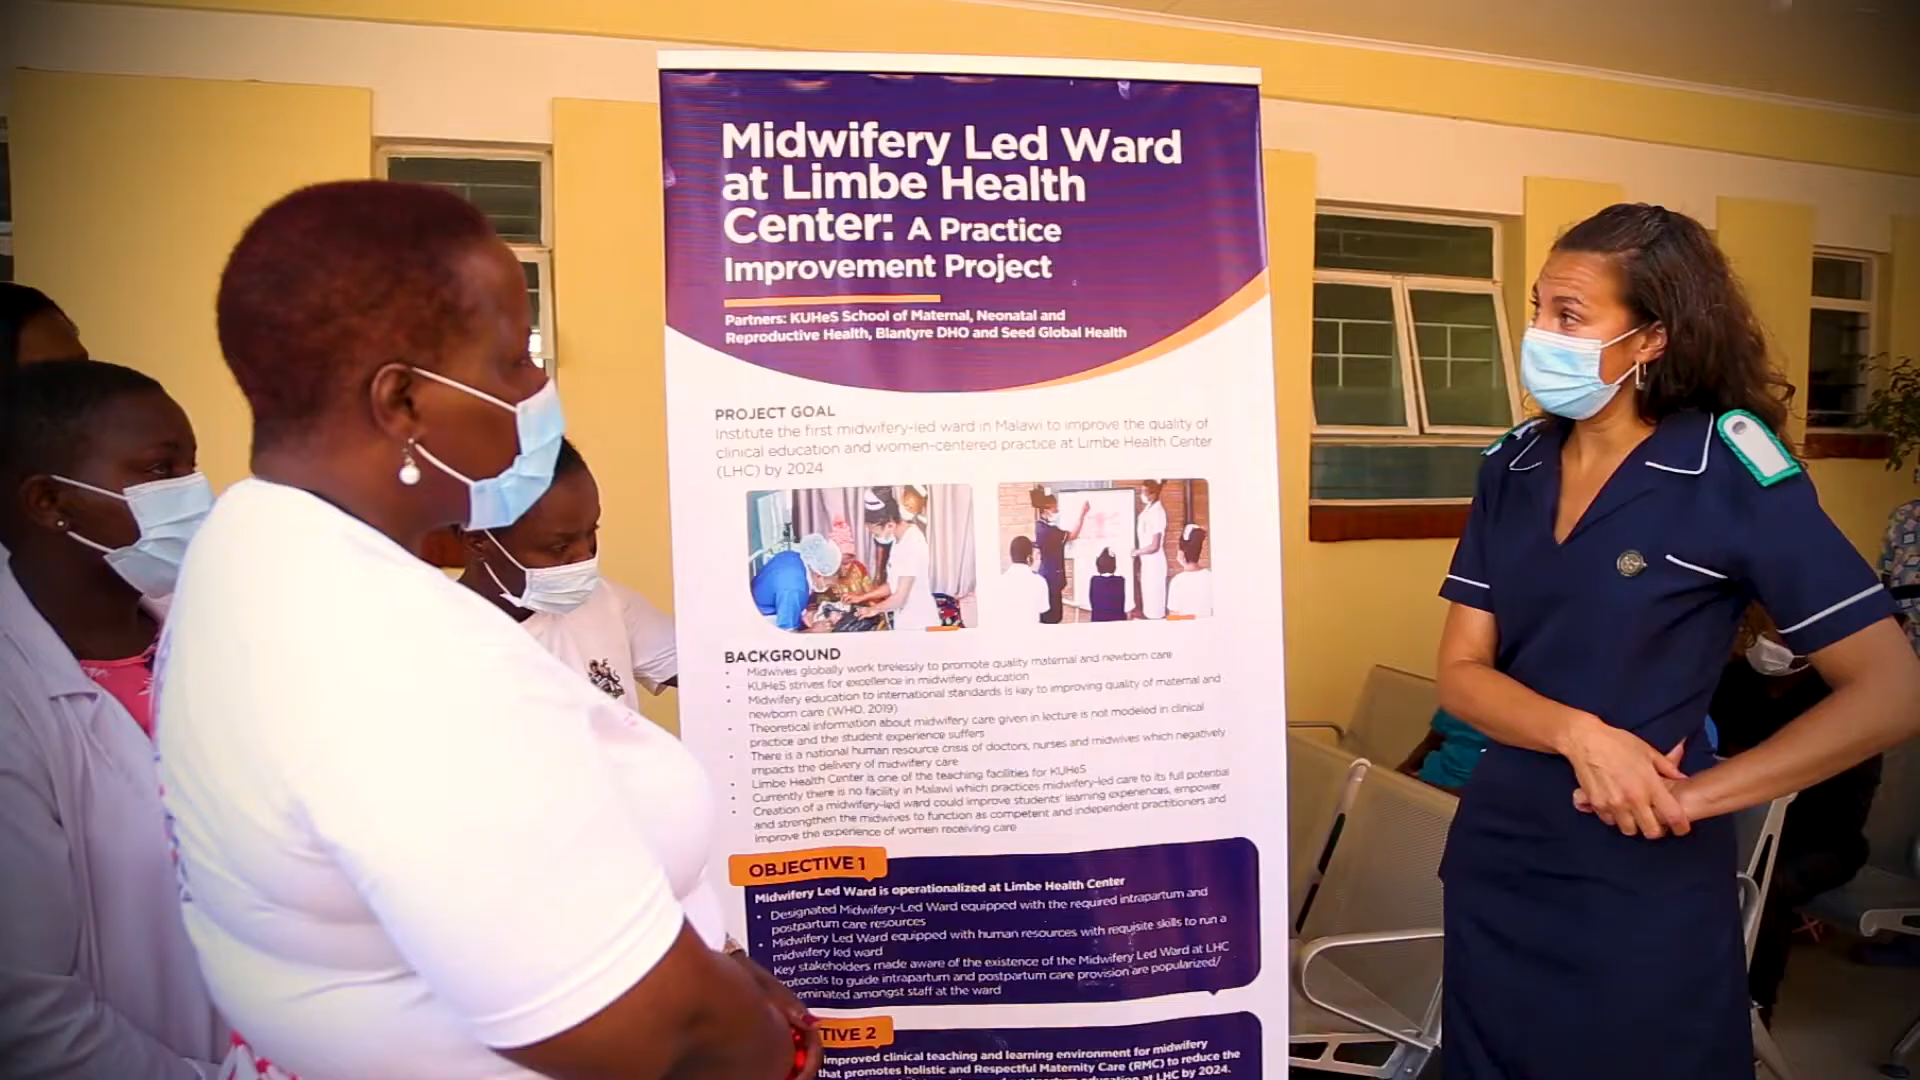 Midwifery Led Ward
at Limbe Health
Center: A Practice
Improvement Project
Partners: KUHeS School of Maternal, Neonatal and
Reproductive Health, Blantyre DHO and Seed Global Health
PROJECT GOAL
Institute the first midwifery-led ward in Malawi to improve the quality of
clinical education and women-centered practice at Limbe Health Center
(LHC) by 2024
BACKGROUND
• Midwives globally work tirelessly to promote quality maternal and newborn care
• KUHeS strives for excellence in midwifery education
• Midwifery education to international standards is key to improving quality of maternal and
newborn care (WHO, 2019)
• Theoretical information about midwifery care given in lecture is not modeled in clinical
practice and the student experience suffers
• There is a national human resource crisis of doctors, nurses and midwives which negatively
impacts the delivery of midwifery care
• Limbe Health Center is one of the teaching facilities for KUHeS
• Currently there is no facility in Malawi which practices midwifery-led care to its full potential
• Creation of a midwifery-led ward could improve students' learning experiences, empower
and strengthen the midwives to function as competent and independent practitioners and
improve the experience of women receiving care
OBJECTIVE 1
Midwifery Led Ward is operationalized at Limbe Health Center
• Designated Midwifery-Led Ward equipped with the required intrapartum and
postpartum care resources
• Midwifery Led Ward equipped with human resources with requisite skills to run a
midwifery led ward
Key stakeholders made aware of the existence of the Midwifery Led Ward at LHC
rotocols to guide intrapartum and postpartum care provision are popularized/
eminated amongst staff at the ward
TIVE 2
improved clinical teaching and learning environment for midwifery
that promotes holistic and Respectful Maternity Care (RMC) to reduce the
at LHC by 2024.